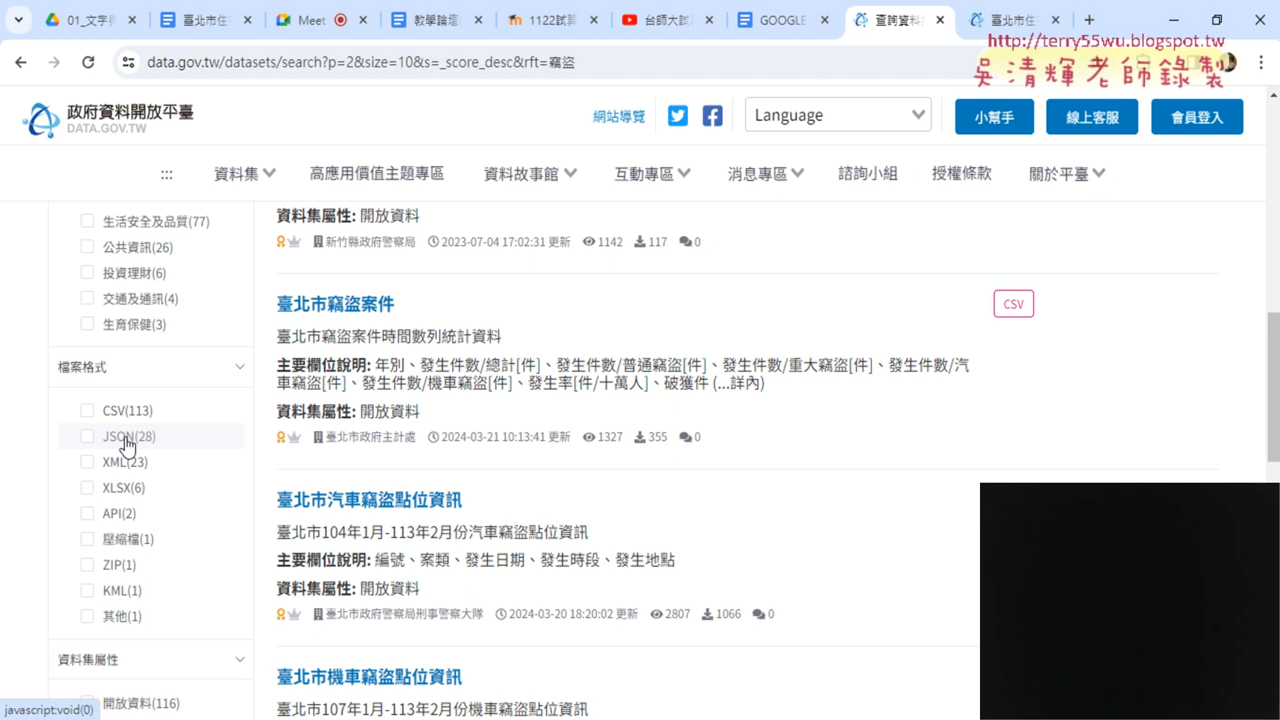 01_文字與
臺北市住
Meet
教學論壇
1122試算
台師大試
GOOGLE
查詢資料集
臺北市住
data.gov.tw/datasets/search?p=2&size=10&s=_score_desc&rft=竊盜
http://terry55wu.blogspot.tw
吳清輝老師錄製
政府資料開放平臺
DATA.GOV.TW
網站導覽
Language
小幫手
線上客服
會員登入
:::
資料集
高應用價值主題專區
資料故事館
互動專區
消息專區
諮詢小組
授權條款
關於平臺
生活安全及品質(77)
公共資訊(26)
投資理財(6)
交通及通訊(4)
生育保健(3)
檔案格式
CSV(113)
JSON(28)
XML(23)
XLSX(6)
API(2)
壓縮檔(1)
ZIP(1)
KML(1)
其他(1)
資料集屬性
開放資料(116)
資料集屬性: 開放資料
新竹縣政府警察局 2023-07-04 17:02:31 更新 1142 117 0
臺北市竊盜案件
CSV
臺北市竊盜案件時間數列統計資料
主要欄位說明: 年別、發生件數/總計[件]、發生件數/普通竊盜[件]、發生件數/重大竊盜[件]、發生件數/汽
車竊盜[件]、發生件數/機車竊盜[件]、發生率[件/十萬人]、破獲件 (...詳內)
資料集屬性: 開放資料
臺北市政府主計處 2024-03-21 10:13:41 更新 1327 355 0
臺北市汽車竊盜點位資訊
臺北市104年1月-113年2月份汽車竊盜點位資訊
主要欄位說明: 編號、案類、發生日期、發生時段、發生地點
資料集屬性: 開放資料
臺北市政府警察局刑事警察大隊 2024-03-20 18:20:02 更新 2807 1066 0
臺北市機車竊盜點位資訊
臺北市107年1月-113年2月份機車竊盜點位資訊
javascript:void(0)